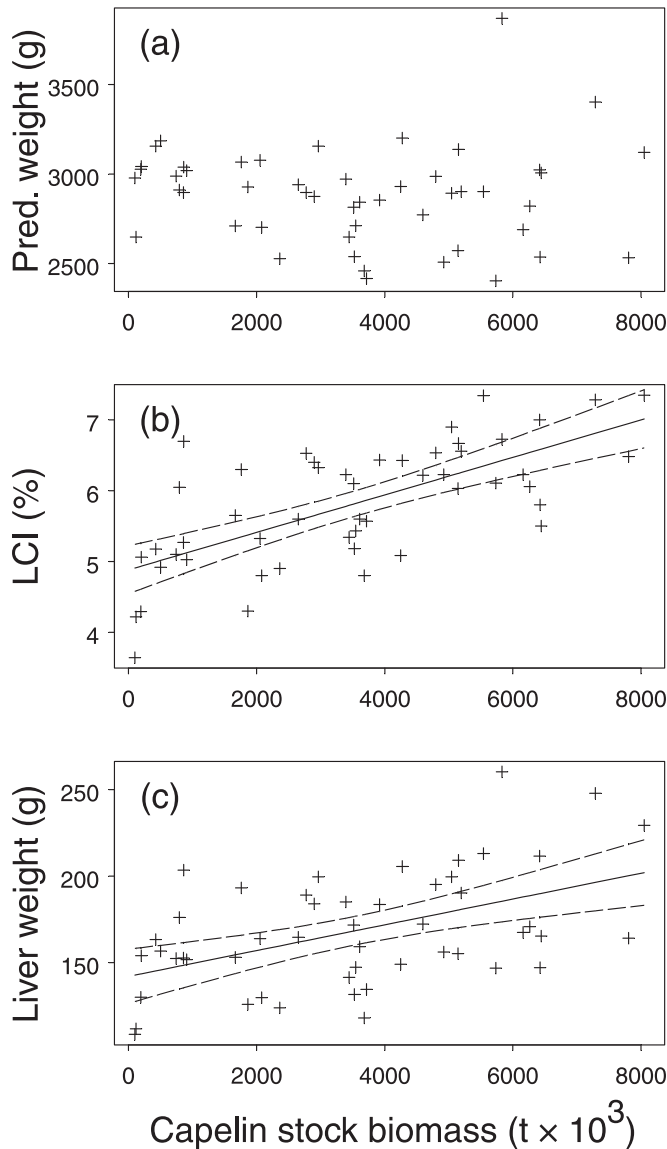 (a)
Pred. weight (g)
3500
3000
2500
0 2000 4000 6000 8000
(b)
LCI (%)
7
6
5
4
0 2000 4000 6000 8000
(c)
Liver weight (g)
250
200
150
0 2000 4000 6000 8000
Capelin stock biomass (t × 10³)